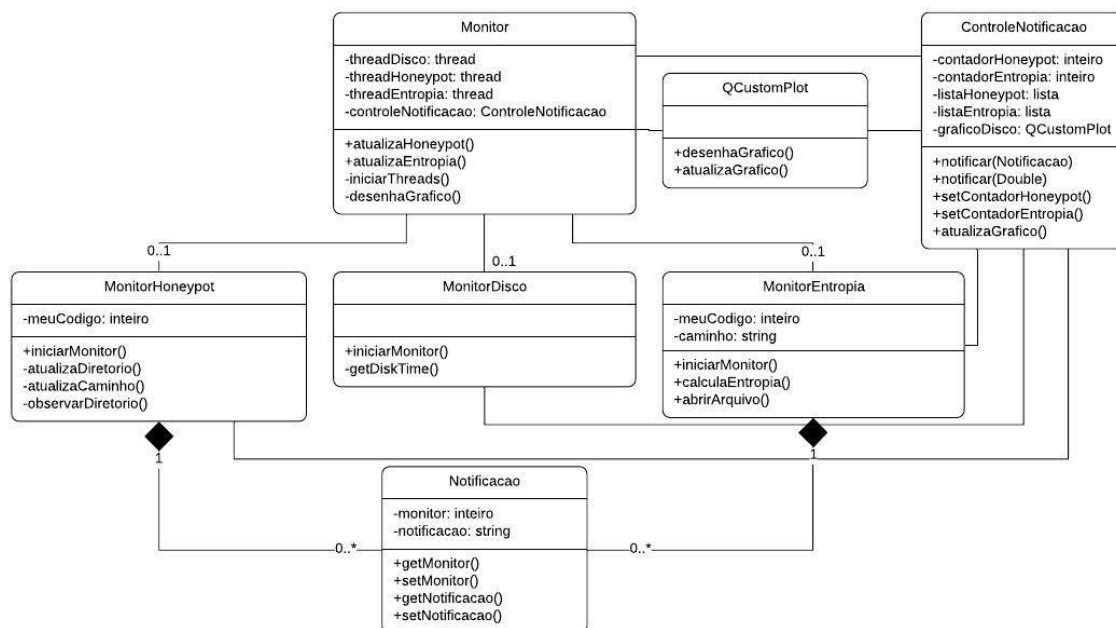 Monitor
-threadDisco: thread
-threadHoneypot: thread
-threadEntropia: thread
-controleNotificacao: ControleNotificacao
+atualizaHoneypot()
+atualizaEntropia()
-iniciarThreads()
-desenhaGrafico()
QCustomPlot
+desenhaGrafico()
+atualizaGrafico()
ControleNotificacao
-contadorHoneypot: inteiro
-contadorEntropia: inteiro
-listaHoneypot: lista
-listaEntropia: lista
-graficoDisco: QCustomPlot
+notificar(Notificacao)
+notificar(Double)
+setContadorHoneypot()
+setContadorEntropia()
+atualizaGrafico()
0..1
0..1
0..1
MonitorHoneypot
-meuCodigo: inteiro
+iniciarMonitor()
-atualizaDiretorio()
-atualizaCaminho()
-observarDiretorio()
MonitorDisco
+iniciarMonitor()
-getDiskTime()
MonitorEntropia
-meuCodigo: inteiro
-caminho: string
+iniciarMonitor()
+calculaEntropia()
+abrirArquivo()
1
1
Notificacao
-monitor: inteiro
-notificacao: string
+getMonitor()
+setMonitor()
+getNotificacao()
+setNotificacao()
0..*
0..*